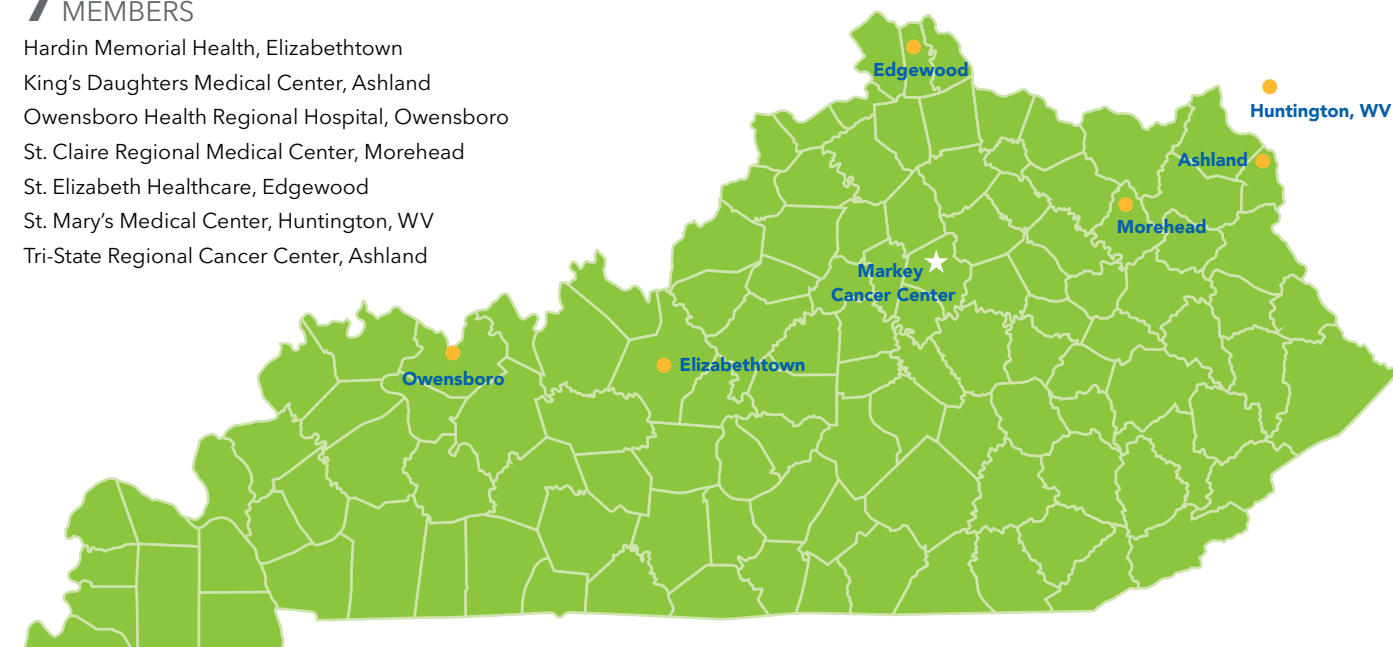 7 MEMBERS
Hardin Memorial Health, Elizabethtown
King's Daughters Medical Center, Ashland
Owensboro Health Regional Hospital, Owensboro
St. Claire Regional Medical Center, Morehead
St. Elizabeth Healthcare, Edgewood
St. Mary's Medical Center, Huntington, WV
Tri-State Regional Cancer Center, Ashland
Edgewood
Huntington, WV
Ashland
Morehead
Markey
Cancer Center
Elizabethtown
Owensboro